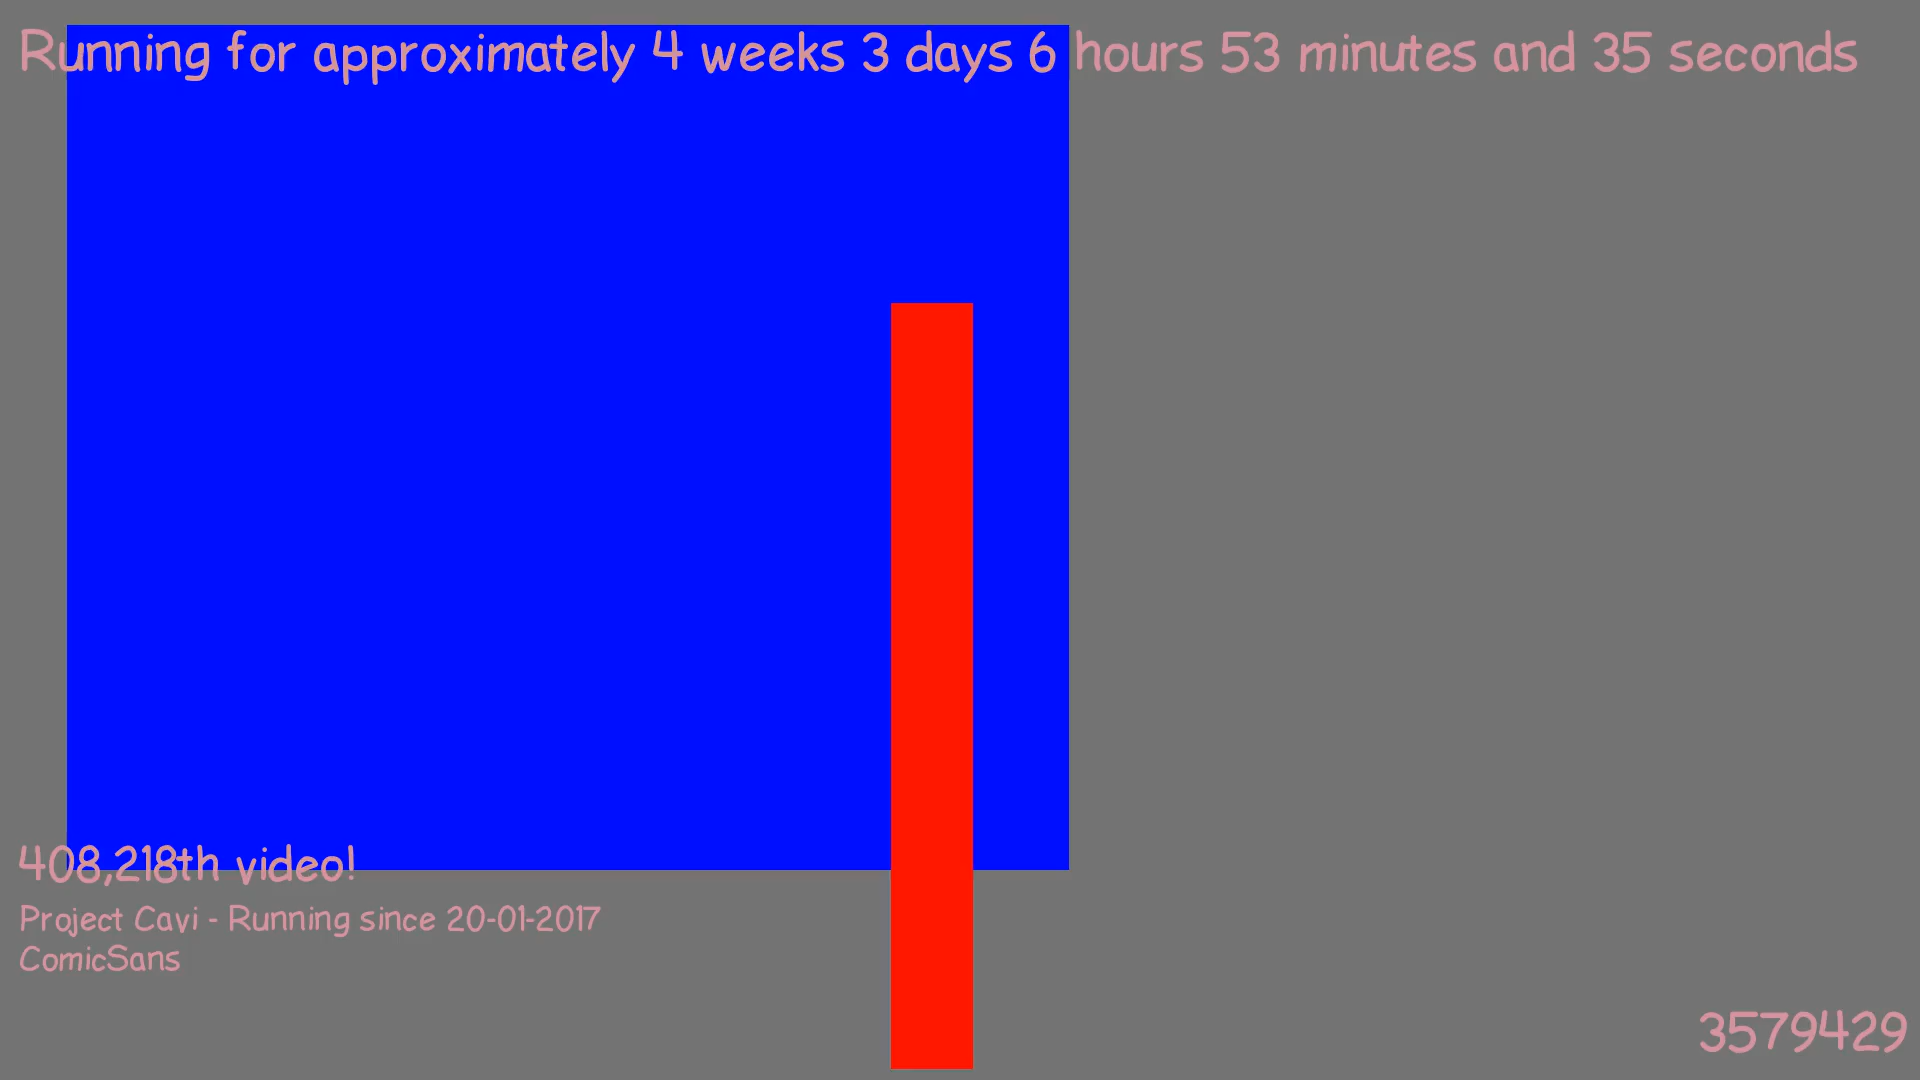 Running for approximately 4 weeks 3 days 6 hours 53 minutes and 35 seconds
408,218th video!
Project Cavi - Running since 20-01-2017
ComicSans
3579429